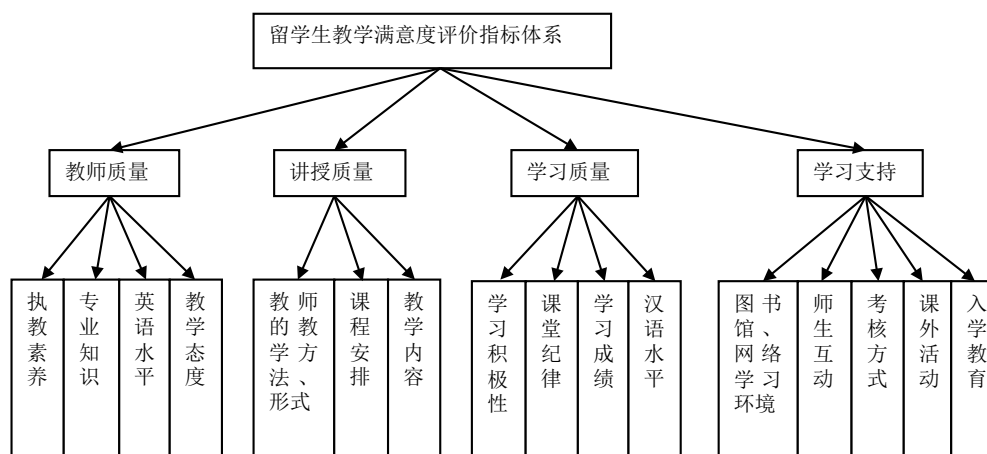 留学生教学满意度评价指标体系
教师质量
讲授质量
学习质量
学习支持
执教素养
专业知识
英语水平
教学态度
教师
的教
学方
法、
形式
课程安排
教学内容
学习积极性
课堂纪律
学习成绩
汉语水平
图书
馆、
网络
学习
环境
师生互动
考核方式
课外活动
入学教育